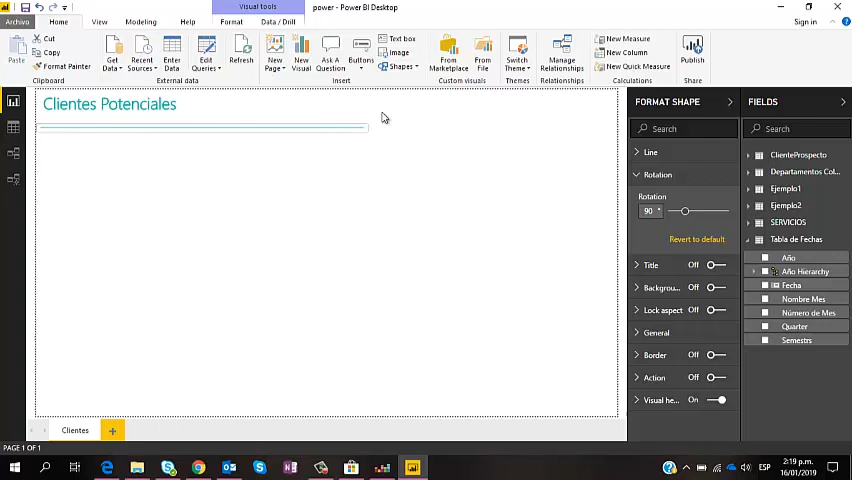 Visual tools
power - Power BI Desktop
Sign in
Archivo
Home
View
Modeling
Help
Format
Data / Drill
Paste
Cut
Copy
Format Painter
Clipboard
Get Data
Recent Sources
Enter Data
Edit Queries
External data
Refresh
New Page
New Visual
Ask A Question
Buttons
Text box
Image
Shapes
Insert
From Marketplace
From File
Custom visuals
Switch Theme
Themes
Manage Relationships
Relationships
New Measure
New Column
New Quick Measure
Calculations
Publish
Share
Clientes Potenciales
FORMAT SHAPE
Search
Line
Rotation
Rotation
90 °
Revert to default
Title Off
Backgrou... Off
Lock aspect Off
General
Border Off
Action Off
Visual he... On
FIELDS
Search
ClienteProspecto
Departamentos Col...
Ejemplo1
Ejemplo2
SERVICIOS
Tabla de Fechas
Año
Año Hierarchy
Fecha
Nombre Mes
Número de Mes
Quarter
Semestrs
Clientes
PAGE 1 OF 1
ESP
2:19 p.m.
16/01/2019